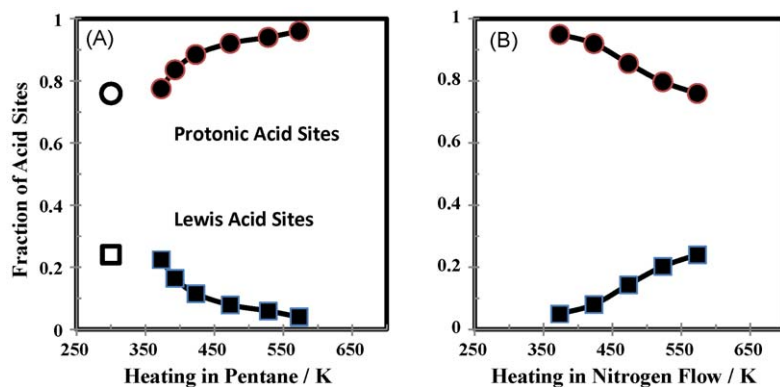 (A)
(B)
Fraction of Acid Sites
1
0.8
0.6
0.4
0.2
0
Protonic Acid Sites
Lewis Acid Sites
250 350 450 550 650
Heating in Pentane / K
1
0.8
0.6
0.4
0.2
0
250 350 450 550 650
Heating in Nitrogen Flow / K